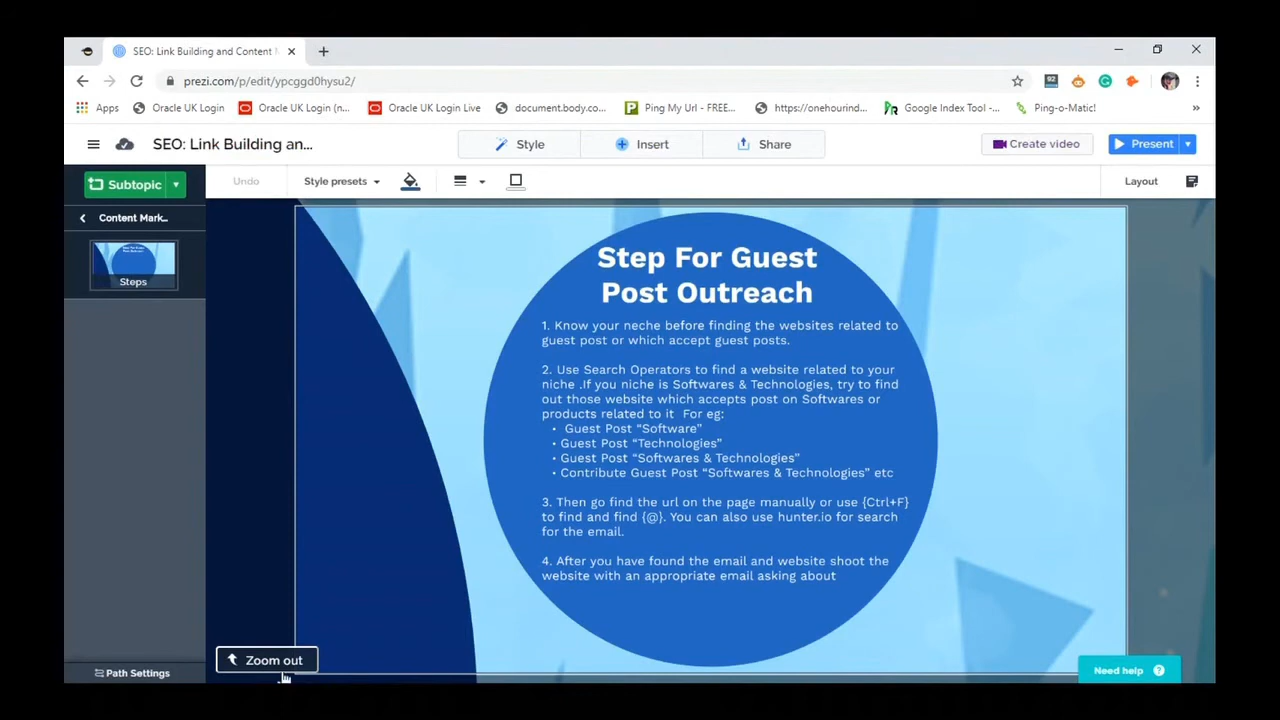 SEO: Link Building and Content M
prezi.com/p/edit/ypcggd0hysu2/
92
Apps
Oracle UK Login
Oracle UK Login (n...
Oracle UK Login Live
document.body.co...
Ping My Url - FREE...
https://onehourind...
Google Index Tool -...
Ping-o-Matic!
»
SEO: Link Building an...
Style
Insert
Share
Create video
Present
Subtopic
Undo
Style presets
Layout
Content Mark...
Steps
Step For Guest
Post Outreach
1. Know your neche before finding the websites related to
guest post or which accept guest posts.
2. Use Search Operators to find a website related to your
niche .If you niche is Softwares & Technologies, try to find
out those website which accepts post on Softwares or
products related to it  For eg:
• Guest Post “Software”
• Guest Post “Technologies”
• Guest Post “Softwares & Technologies”
• Contribute Guest Post “Softwares & Technologies” etc
3. Then go find the url on the page manually or use {Ctrl+F}
to find and find {@}. You can also use hunter.io for search
for the email.
4. After you have found the email and website shoot the
website with an appropriate email asking about
Zoom out
Path Settings
Need help ?